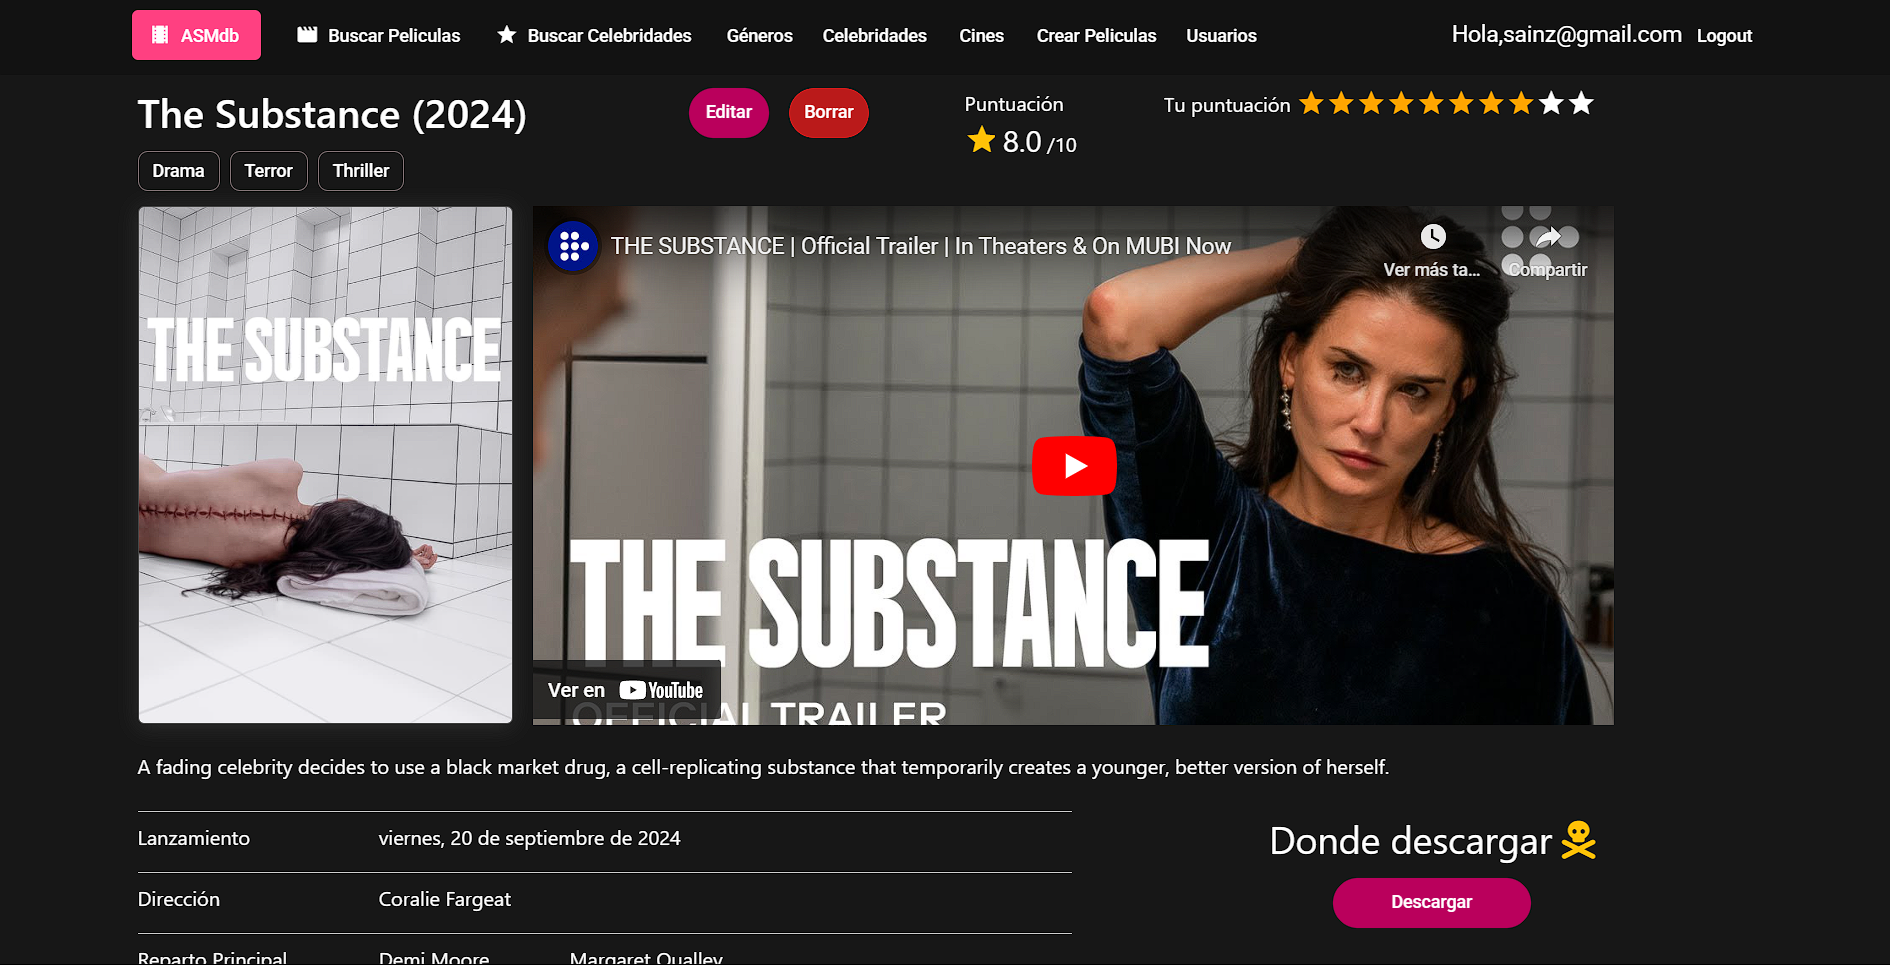 ASMdb Buscar Peliculas Buscar Celebridades Géneros Celebridades Cines Crear Peliculas Usuarios Hola,sainz@gmail.com Logout
The Substance (2024)
Editar Borrar
Puntuación
8.0 /10
Tu puntuación
Drama Terror Thriller
THE SUBSTANCE
THE SUBSTANCE | Official Trailer | In Theaters & On MUBI Now
Ver más ta... Compartir
THE SUBSTANCE
OFFICIAL TRAILER
Ver en YouTube
A fading celebrity decides to use a black market drug, a cell-replicating substance that temporarily creates a younger, better version of herself.
Lanzamiento viernes, 20 de septiembre de 2024
Dirección Coralie Fargeat
Reparto Principal Demi Moore Margaret Qualley
Donde descargar
Descargar